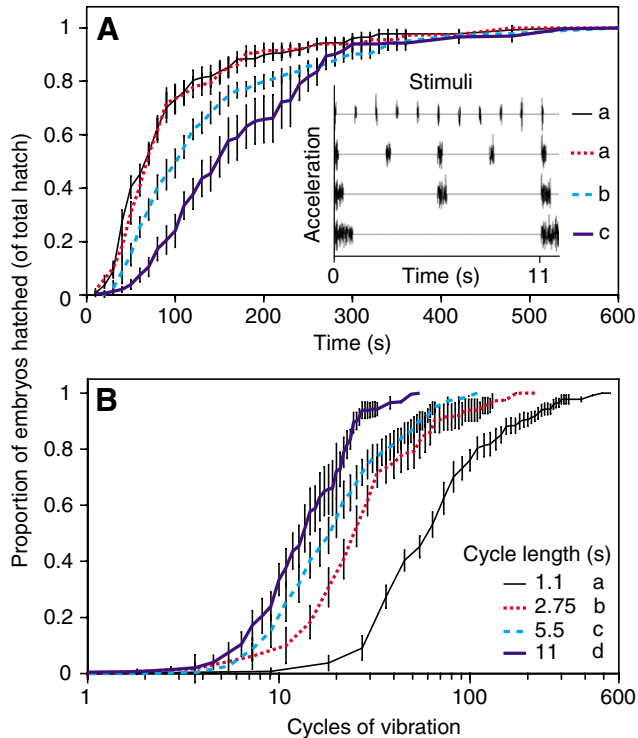 Proportion of embryos hatched (of total hatch)
A
1
0.8
0.6
0.4
0.2
0
0 100 200 300 400 500 600
Time (s)
Stimuli
Acceleration
a
a
b
c
0 11
Time (s)
B
1
0.8
0.6
0.4
0.2
0
1 10 100 600
Cycles of vibration
Cycle length (s)
1.1 a
2.75 b
5.5 c
11 d